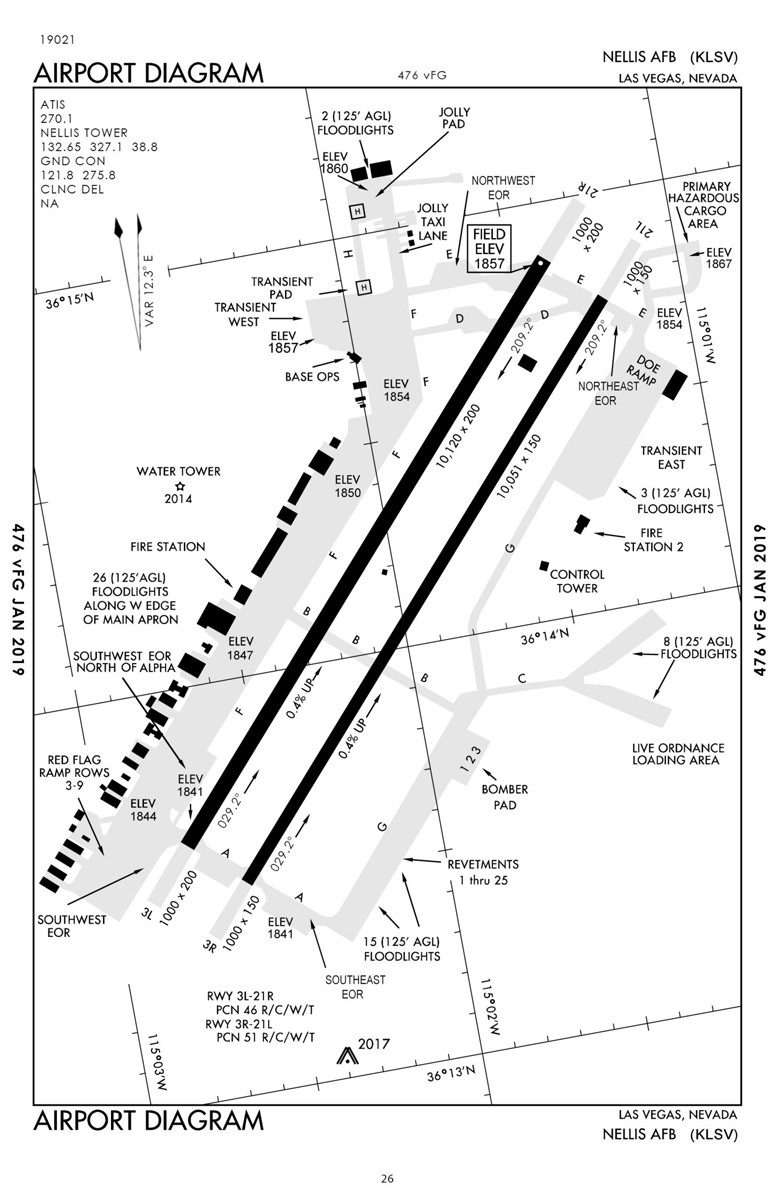 19021
NELLIS AFB (KLSV)
AIRPORT DIAGRAM
476 vFG
LAS VEGAS, NEVADA
ATIS
270.1
NELLIS TOWER
132.65 327.1 38.8
GND CON
121.8 275.8
CLNC DEL
NA
VAR 12.3° E
36°15'N
2 (125' AGL)
FLOODLIGHTS
JOLLY
PAD
ELEV
1860
H
NORTHWEST
EOR
JOLLY
TAXI
LANE
FIELD
ELEV
1857
21R
1000
x 200
21L
1000
x 150
PRIMARY
HAZARDOUS
CARGO
AREA
ELEV
1867
H
E
E
E
ELEV
1854
115°01'W
TRANSIENT
PAD
H
TRANSIENT
WEST
ELEV
1857
F
D
D
209.2°
209.2°
BASE OPS
ELEV
1854
F
NORTHEAST
EOR
DOE
RAMP
10,120 x 200
10,051 x 150
F
TRANSIENT
EAST
WATER TOWER
2014
ELEV
1850
3 (125' AGL)
FLOODLIGHTS
FIRE
STATION 2
FIRE STATION
F
G
CONTROL
TOWER
26 (125'AGL)
FLOODLIGHTS
ALONG W EDGE
OF MAIN APRON
B
B
B
36°14'N
C
8 (125' AGL)
FLOODLIGHTS
ELEV
1847
SOUTHWEST EOR
NORTH OF ALPHA
F
0.4% UP
0.4% UP
LIVE ORDNANCE
LOADING AREA
RED FLAG
RAMP ROWS
3-9
ELEV
1841
ELEV
1844
1 2 3
BOMBER
PAD
029.2°
029.2°
G
A
A
REVETMENTS
1 thru 25
SOUTHWEST
EOR
3L
1000 x 200
3R
1000 x 150
ELEV
1841
15 (125' AGL)
FLOODLIGHTS
SOUTHEAST
EOR
RWY 3L-21R
PCN 46 R/C/W/T
RWY 3R-21L
PCN 51 R/C/W/T
2017
115°03'W
115°02'W
36°13'N
476 vFG JAN 2019
476 vFG JAN 2019
AIRPORT DIAGRAM
LAS VEGAS, NEVADA
NELLIS AFB (KLSV)
26